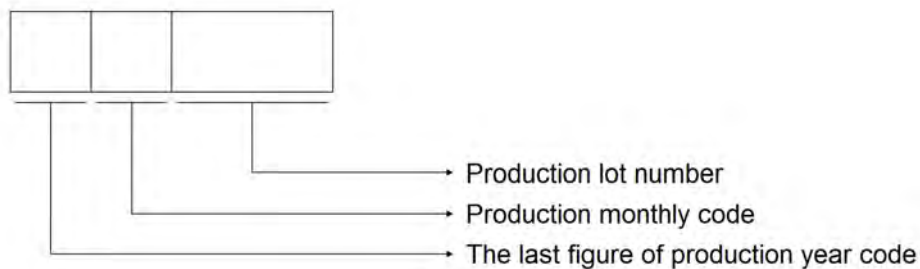 Production lot number
Production monthly code
The last figure of production year code